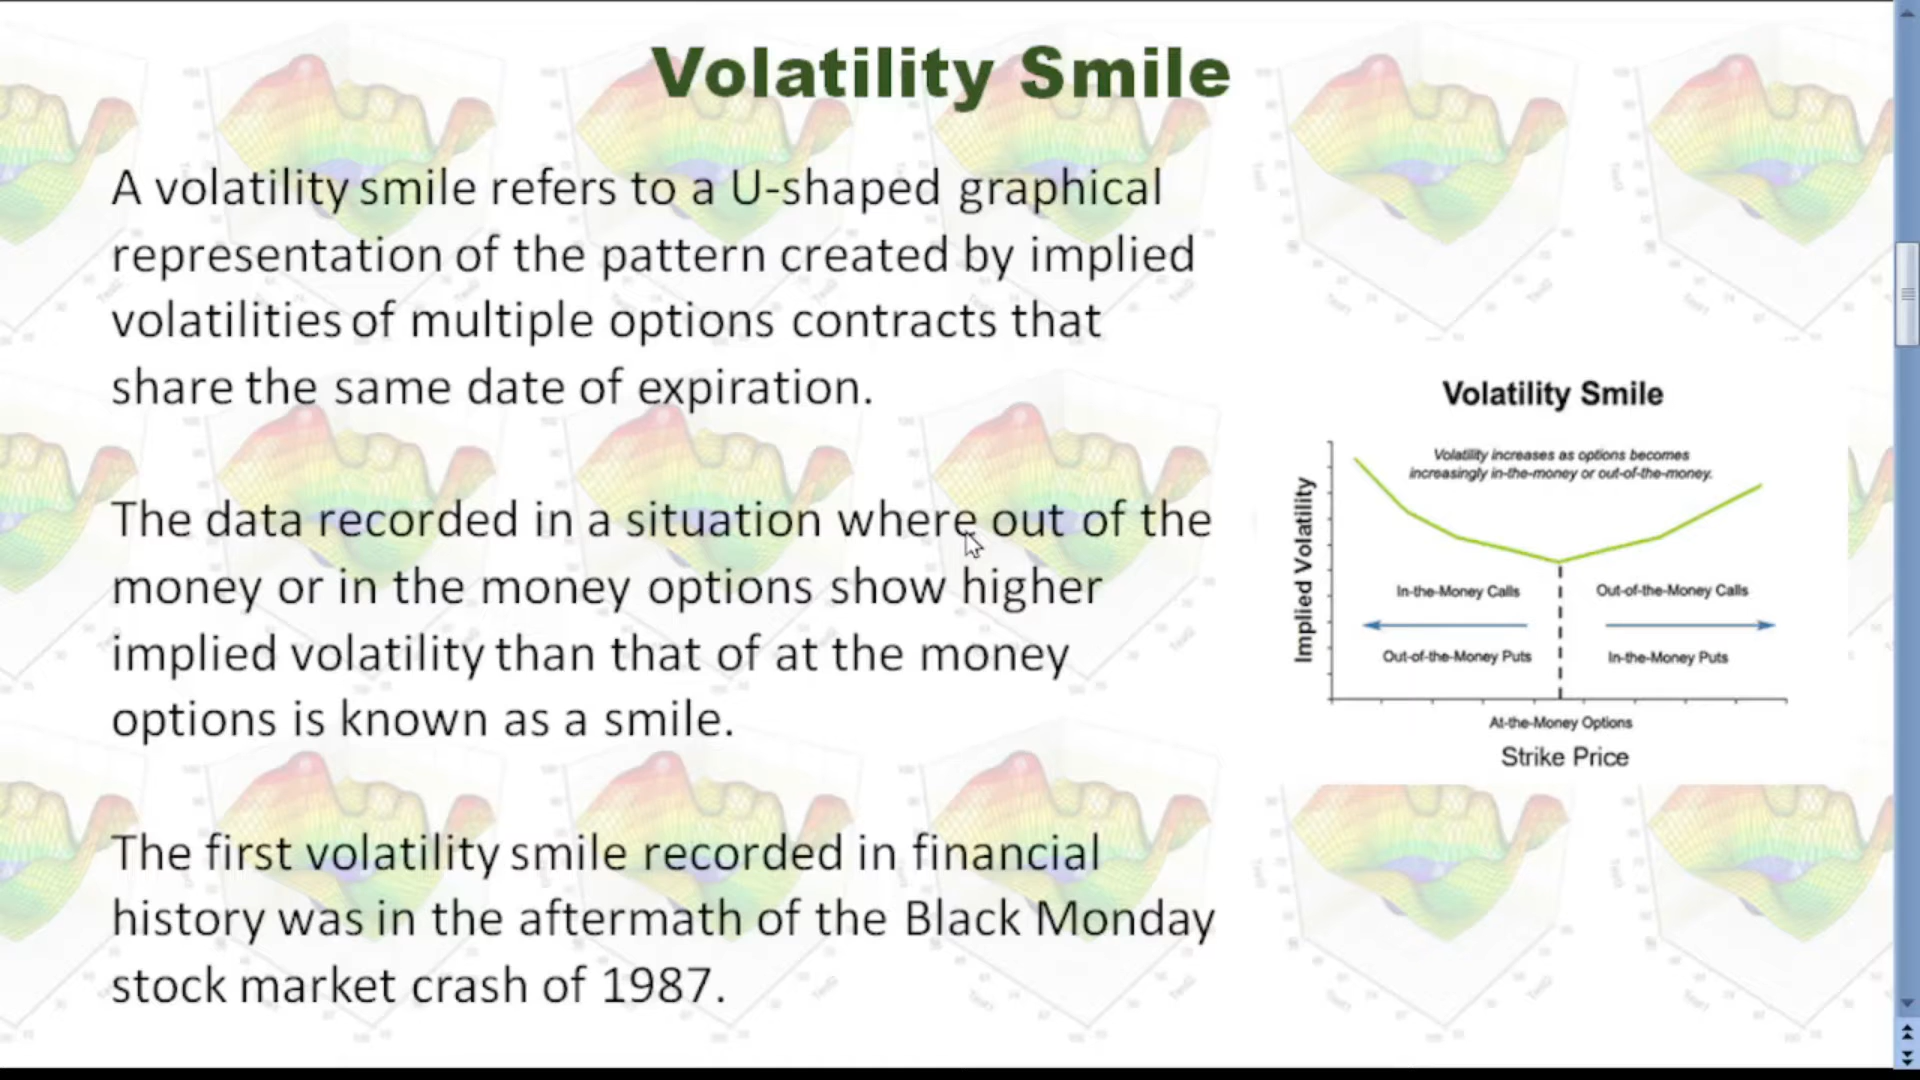 Volatility Smile
A volatility smile refers to a U-shaped graphical
representation of the pattern created by implied
volatilities of multiple options contracts that
share the same date of expiration.
The data recorded in a situation where out of the
money or in the money options show higher
implied volatility than that of at the money
options is known as a smile.
The first volatility smile recorded in financial
history was in the aftermath of the Black Monday
stock market crash of 1987.
Volatility Smile
Volatility increases as options becomes
increasingly in-the-money or out-of-the-money.
Implied Volatility
In-the-Money Calls
Out-of-the-Money Calls
Out-of-the-Money Puts
In-the-Money Puts
At-the-Money Options
Strike Price